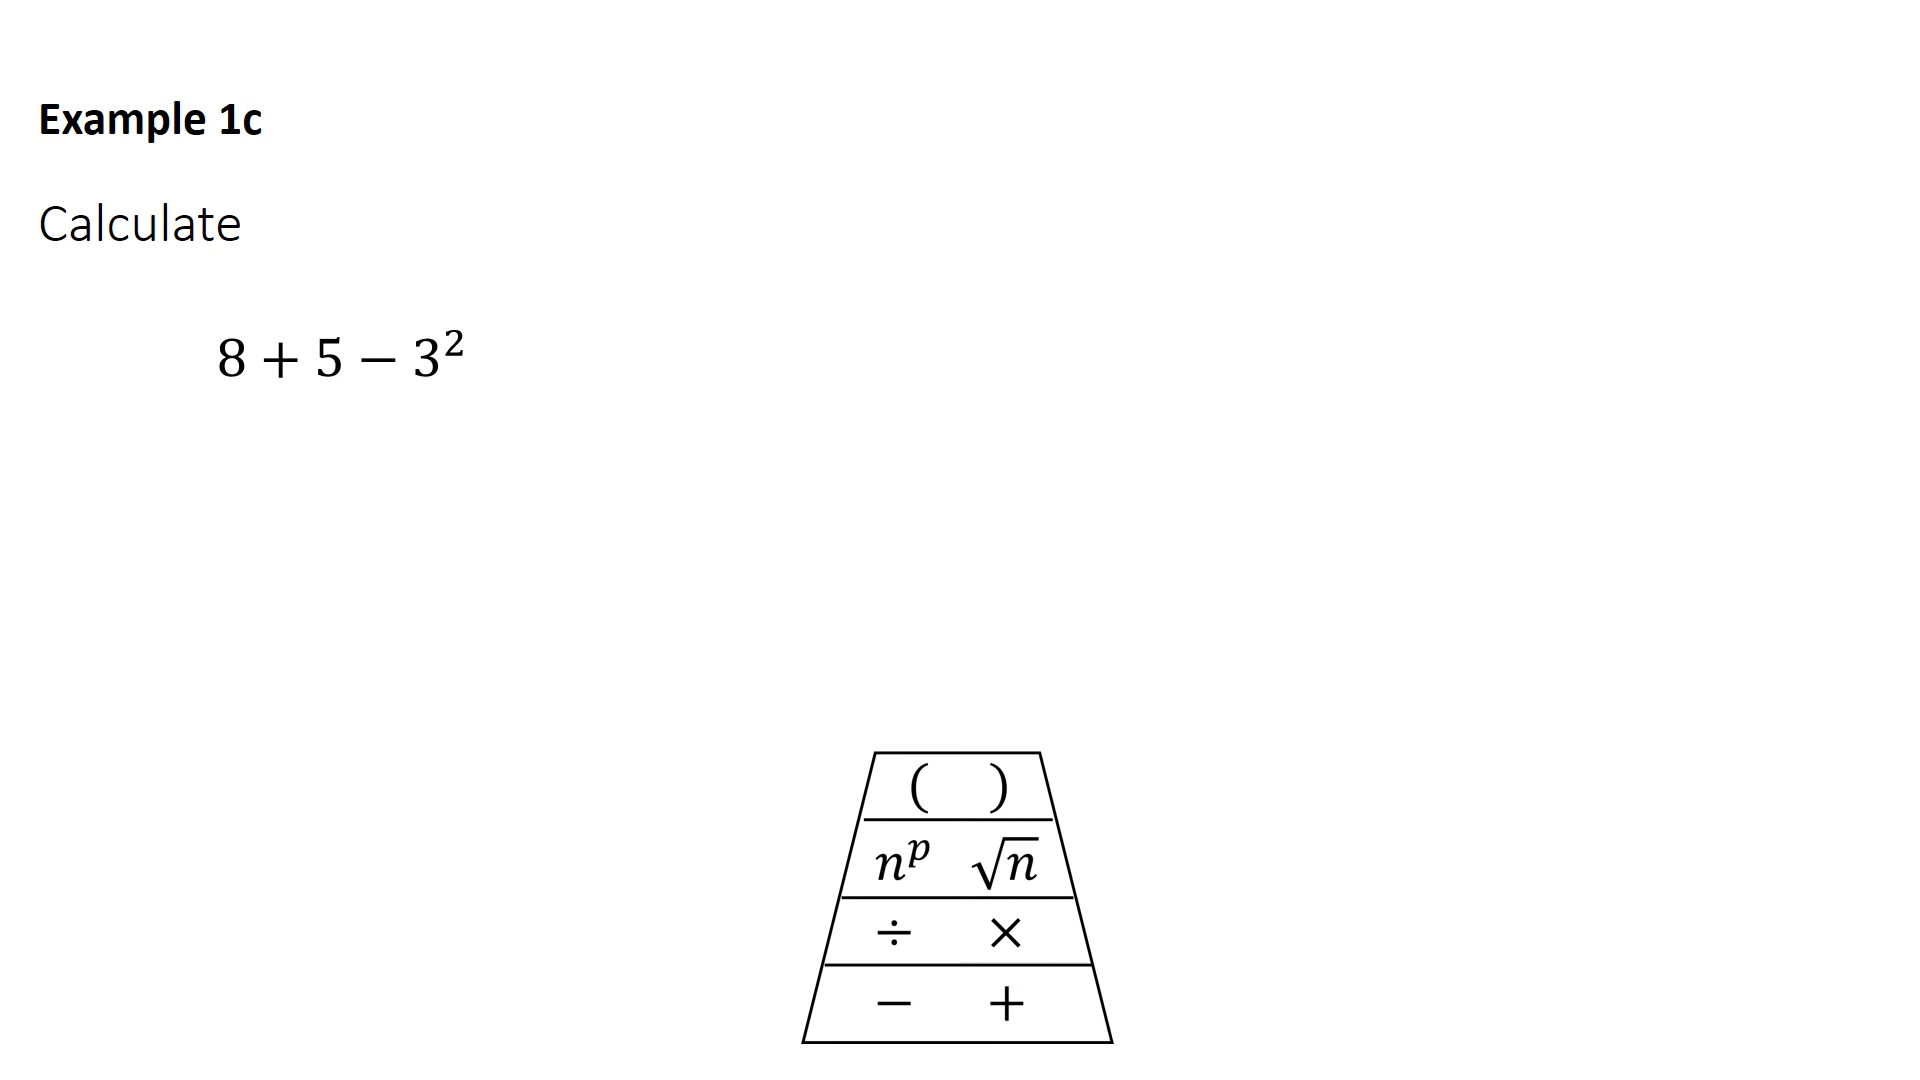 Example 1c
Calculate
8 + 5 − 3²
( )
nᵖ √n
÷ ×
− +